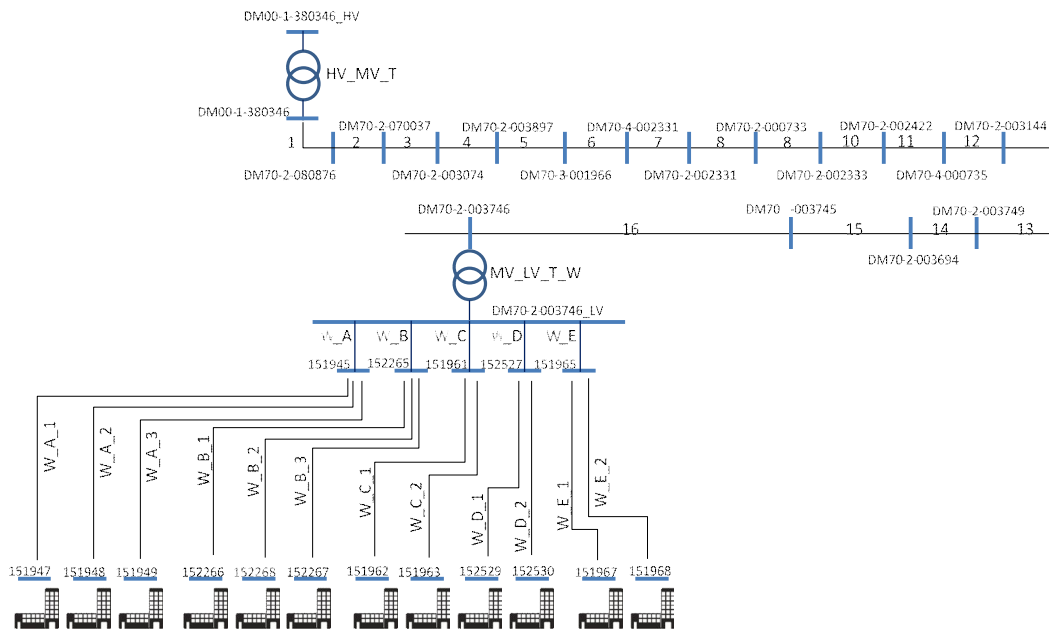 DM00-1-380346_HV
HV_MV_T
DM00-1-380346
DM70-2-070037 DM70-2-003897 DM70-4-002331 DM70-2-000733 DM70-2-002422 DM70-2-003144
1 2 3 4 5 6 7 8 8 10 11 12
DM70-2-080876 DM70-2-003074 DM70-3-001966 DM70-2-002331 DM70-2-002333 DM70-4-000735
DM70-2-003746 DM70 -003745 DM70-2-003749
16 15 14 13
DM70-2-003694
MV_LV_T_W
DM70-2-003746_LV
W_A W_B W_C W_D W_E
151945 152265 151961 152527 151965
W_A_1 W_A_2 W_A_3 W_B_1 W_B_2 W_B_3 W_C_1 W_C_2 W_D_1 W_D_2 W_E_1 W_E_2
151947 151948 151949 152266 152268 152267 151962 151963 152529 152530 151967 151968